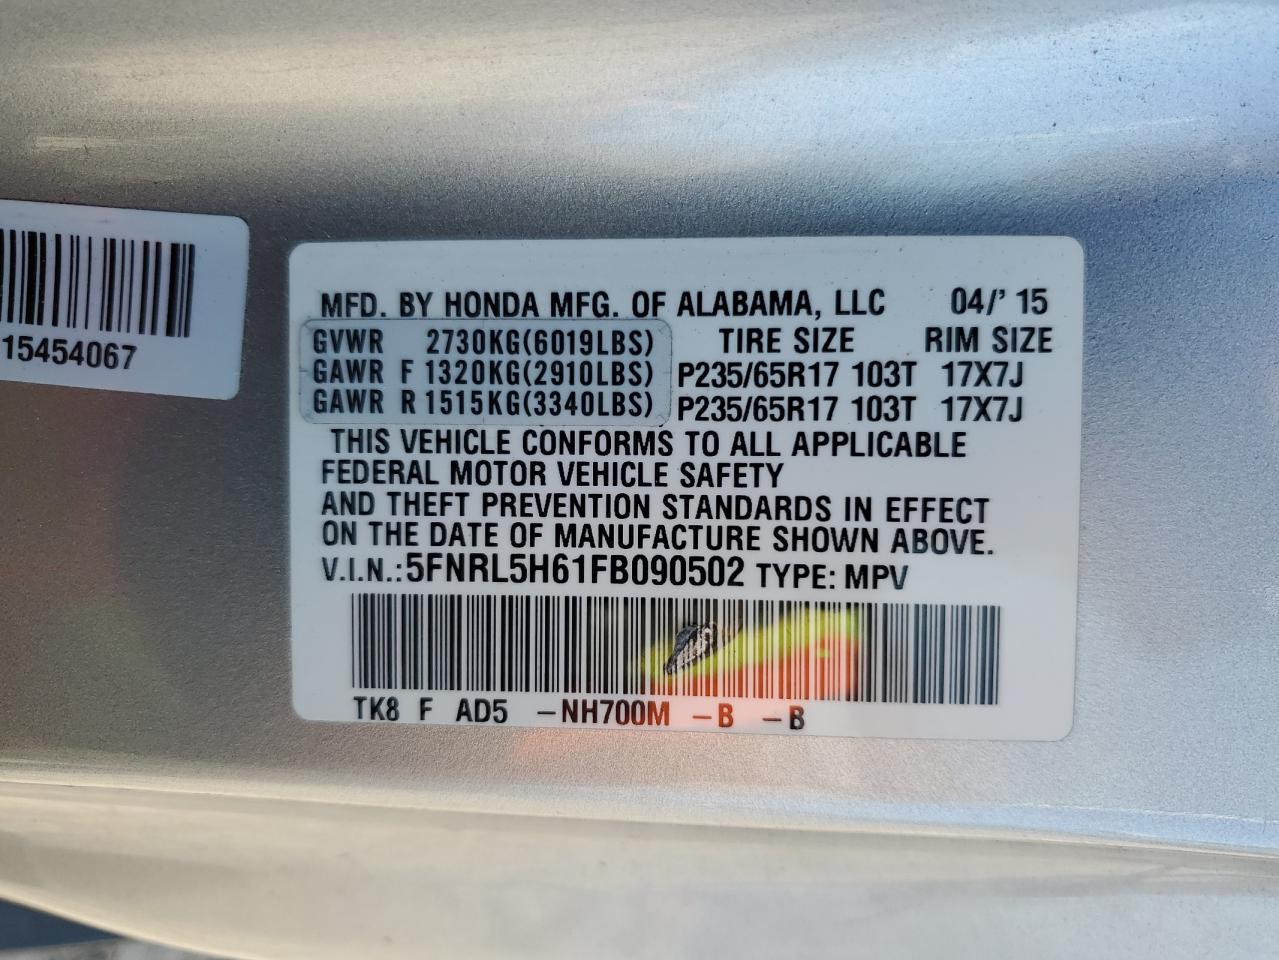 15454067
MFD. BY HONDA MFG. OF ALABAMA, LLC 04/' 15
GVWR 2730KG(6019LBS) TIRE SIZE RIM SIZE
GAWR F 1320KG(2910LBS) P235/65R17 103T 17X7J
GAWR R 1515KG(3340LBS) P235/65R17 103T 17X7J
THIS VEHICLE CONFORMS TO ALL APPLICABLE
FEDERAL MOTOR VEHICLE SAFETY
AND THEFT PREVENTION STANDARDS IN EFFECT
ON THE DATE OF MANUFACTURE SHOWN ABOVE.
V.I.N.: 5FNRL5H61FB090502 TYPE: MPV
TK8 F AD5 -NH700M -B -B